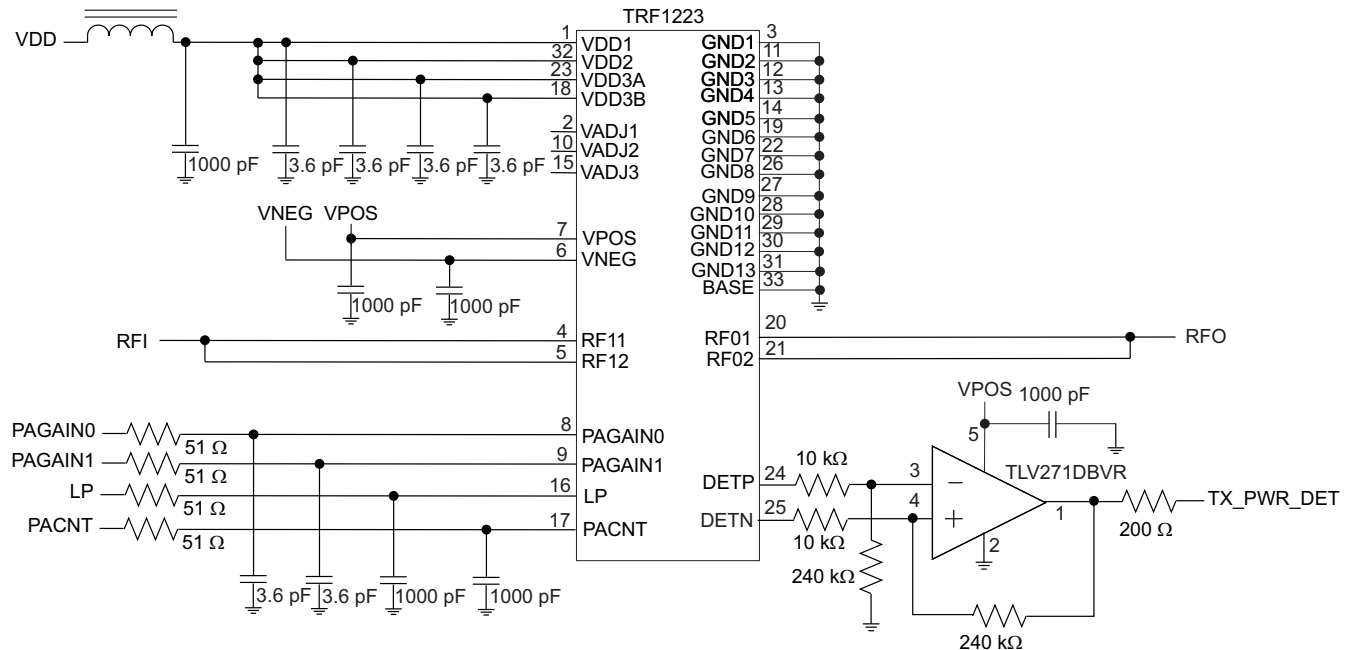 TRF1223
VDD
1 VDD1
32 VDD2
23 VDD3A
18 VDD3B
2 VADJ1
10 VADJ2
15 VADJ3
1000 pF
3.6 pF
3.6 pF
3.6 pF
3.6 pF
VNEG VPOS
7 VPOS
6 VNEG
1000 pF
1000 pF
RFI
4 RF11
5 RF12
PAGAIN0
51 Ω
8 PAGAIN0
PAGAIN1
51 Ω
9 PAGAIN1
LP
51 Ω
16 LP
PACNT
51 Ω
17 PACNT
3.6 pF
3.6 pF
1000 pF
1000 pF
GND1 3
GND2 11
GND3 12
GND4 13
GND5 14
GND6 19
GND7 22
GND8 26
GND9 27
GND10 28
GND11 29
GND12 30
GND13 31
BASE 33
RF01 20
RF02 21
RFO
VPOS
1000 pF
5
TLV271DBVR
DETP 24
10 kΩ
3
−
DETN 25
10 kΩ
4
+
1
2
200 Ω
TX_PWR_DET
240 kΩ
240 kΩ